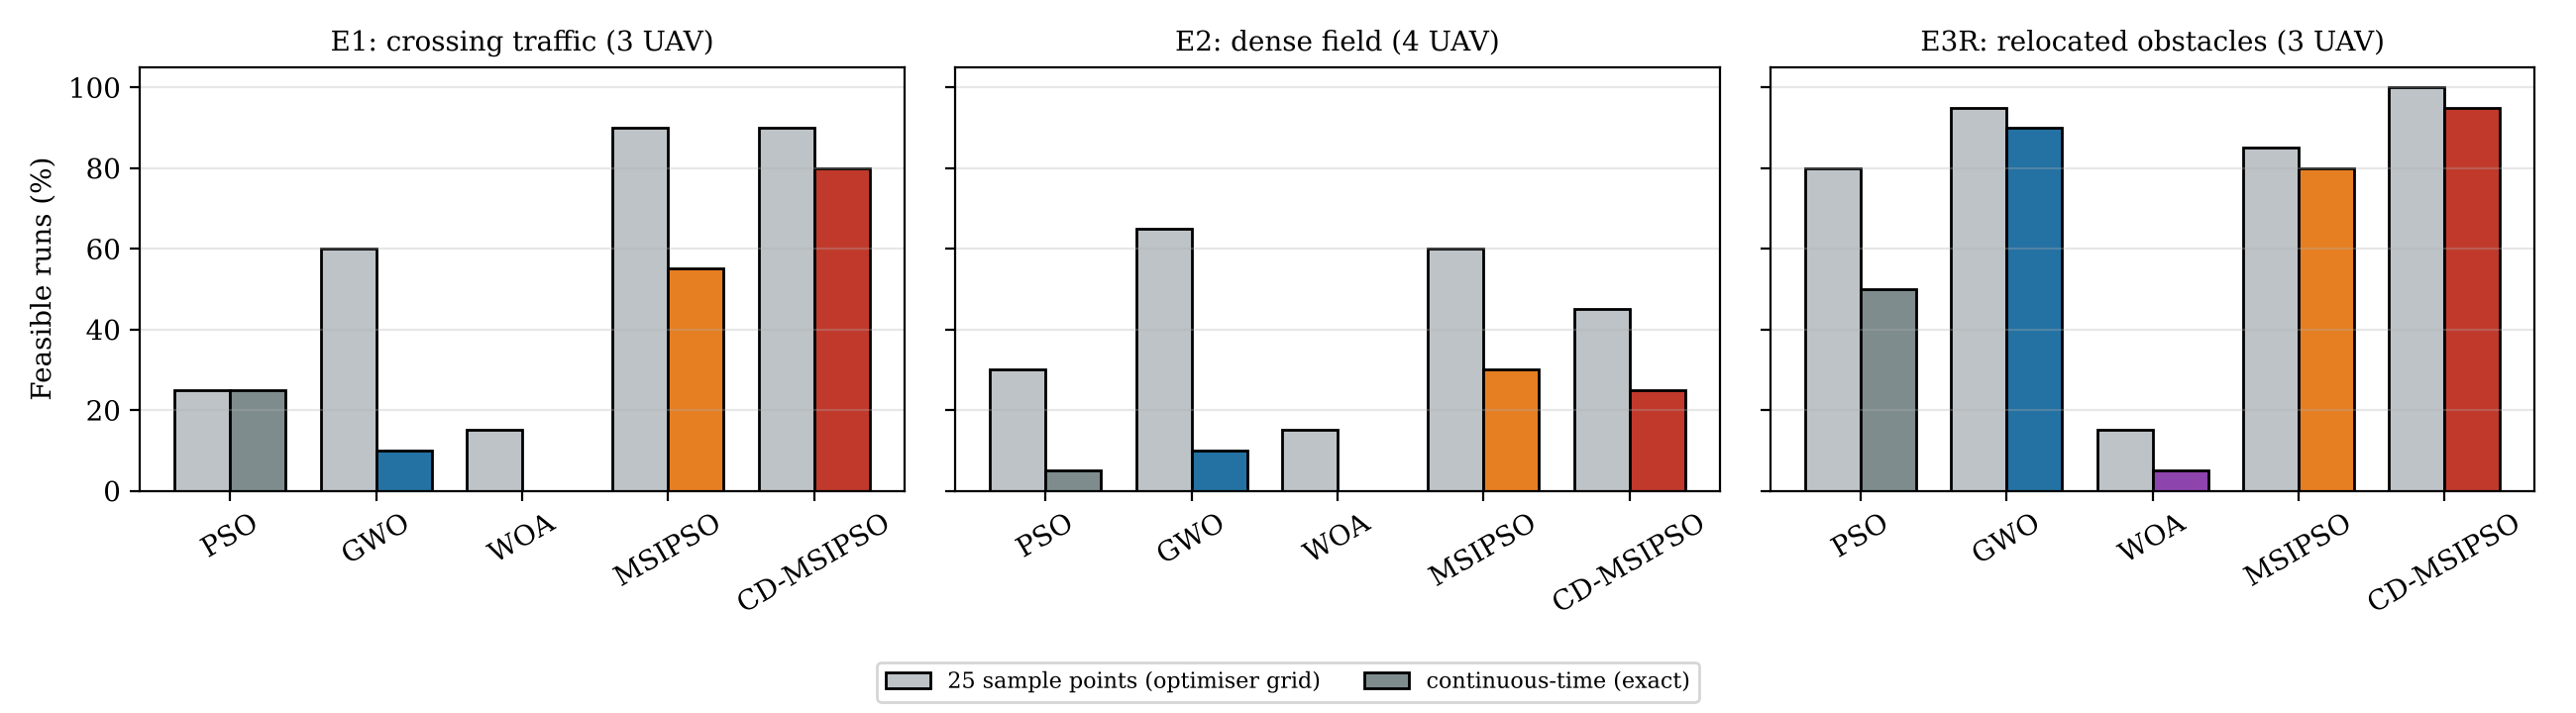 E1: crossing traffic (3 UAV)
E2: dense field (4 UAV)
E3R: relocated obstacles (3 UAV)
Feasible runs (%)
100
80
60
40
20
0
PSO
GWO
WOA
MSIPSO
CD-MSIPSO
PSO
GWO
WOA
MSIPSO
CD-MSIPSO
PSO
GWO
WOA
MSIPSO
CD-MSIPSO
25 sample points (optimiser grid)
continuous-time (exact)